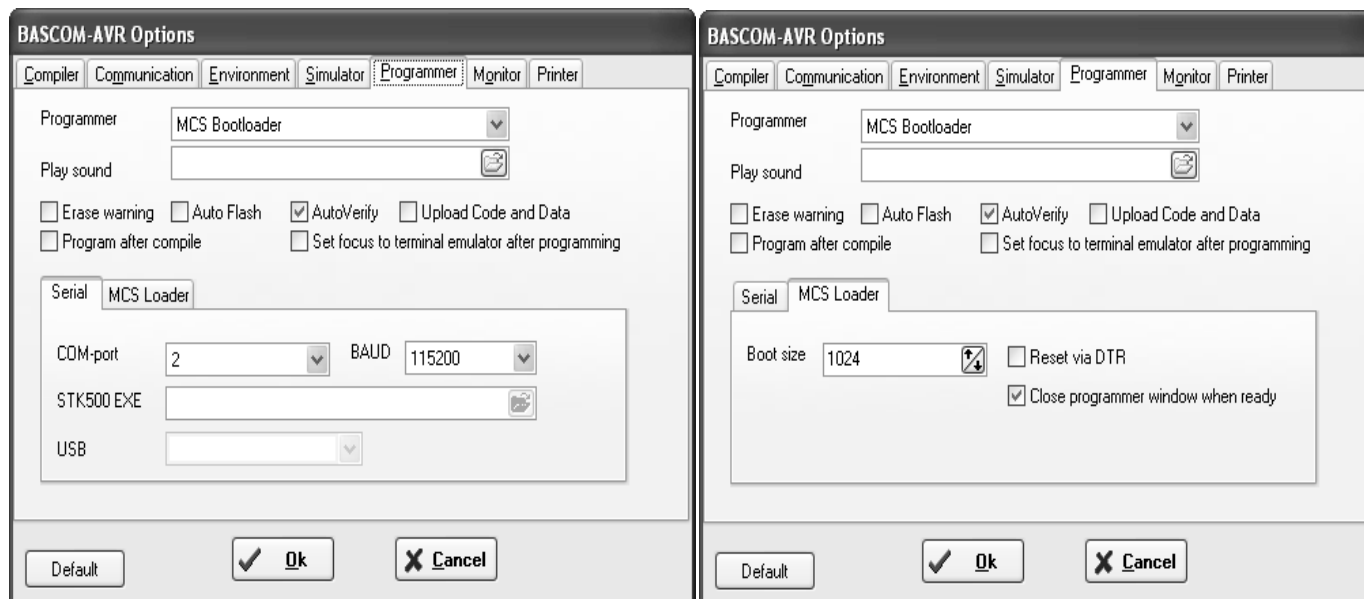 BASCOM-AVR Options
Compiler Communication Environment Simulator Programmer Monitor Printer
Programmer MCS Bootloader
Play sound
Erase warning Auto Flash AutoVerify Upload Code and Data
Program after compile Set focus to terminal emulator after programming
Serial MCS Loader
COM-port 2 BAUD 115200
STK500 EXE
USB
Default Ok Cancel
BASCOM-AVR Options
Compiler Communication Environment Simulator Programmer Monitor Printer
Programmer MCS Bootloader
Play sound
Erase warning Auto Flash AutoVerify Upload Code and Data
Program after compile Set focus to terminal emulator after programming
Serial MCS Loader
Boot size 1024 Reset via DTR
Close programmer window when ready
Default Ok Cancel